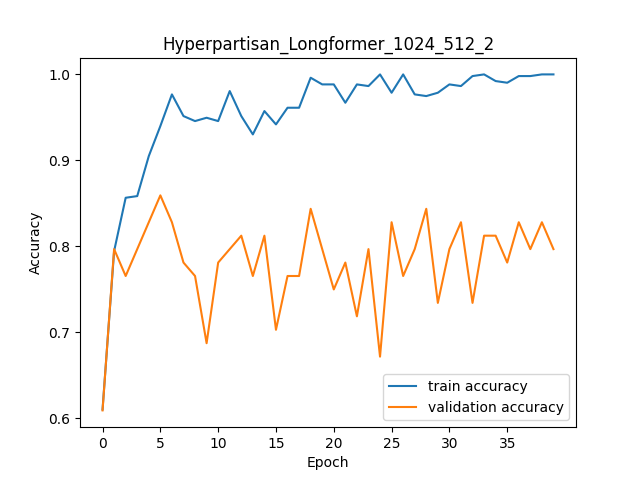 Hyperpartisan_Longformer_1024_512_2
1.0
0.9
0.8
0.7
0.6
Accuracy
0 5 10 15 20 25 30 35
Epoch
train accuracy
validation accuracy